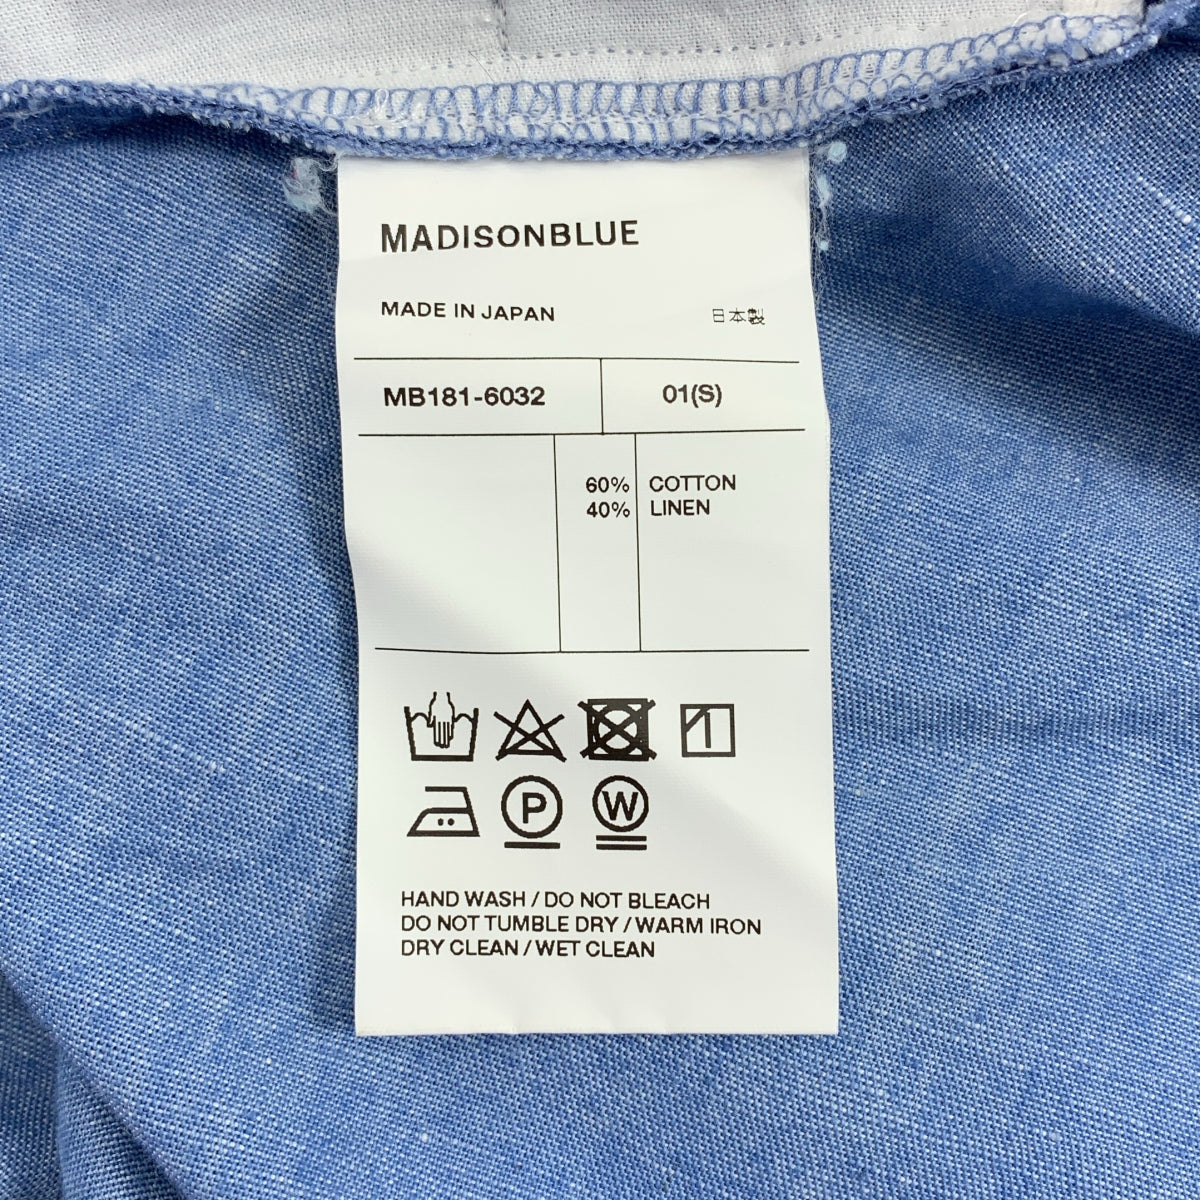 MADISONBLUE
MADE IN JAPAN 日本製
MB181-6032 01(S)
60% COTTON
40% LINEN
P W
HAND WASH / DO NOT BLEACH
DO NOT TUMBLE DRY / WARM IRON
DRY CLEAN / WET CLEAN